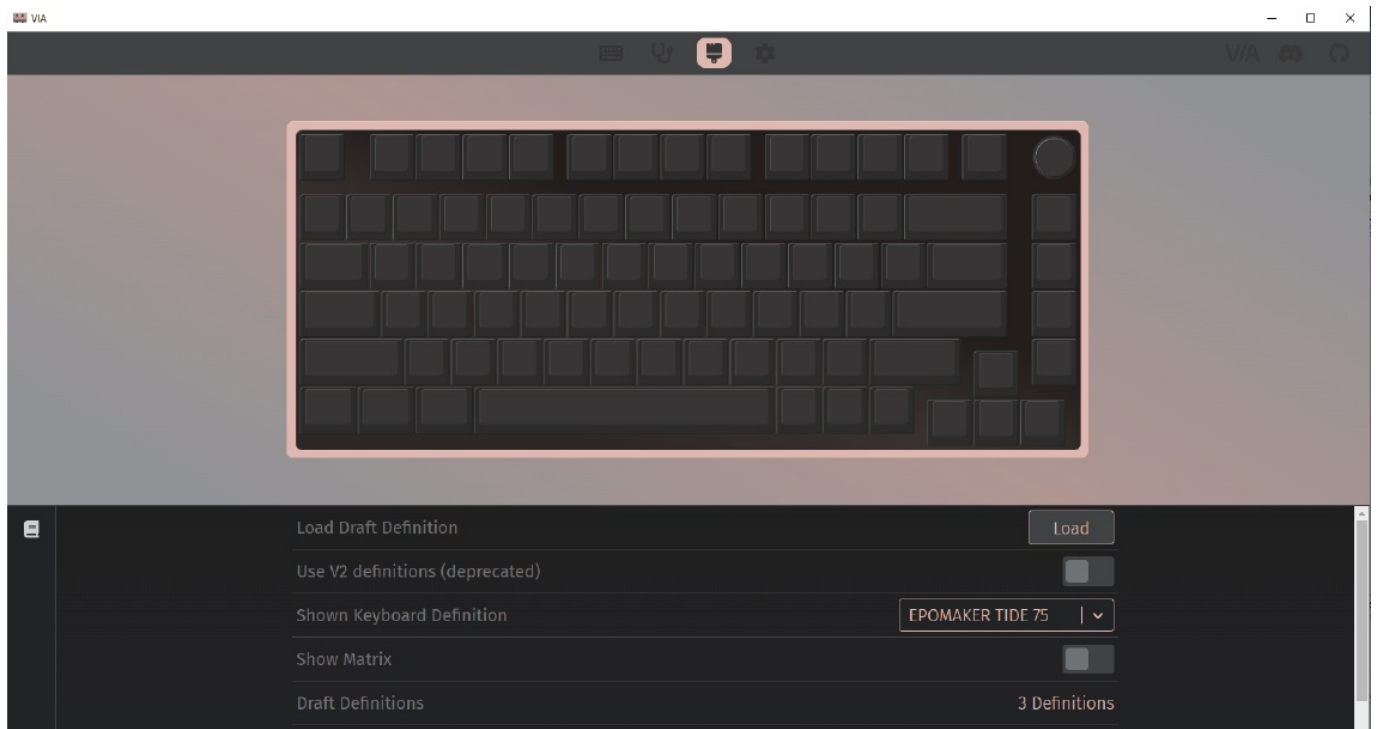 VIA
VIA
Load Draft Definition
Load
Use V2 definitions (deprecated)
Shown Keyboard Definition
EPOMAKER TIDE 75
Show Matrix
Draft Definitions
3 Definitions